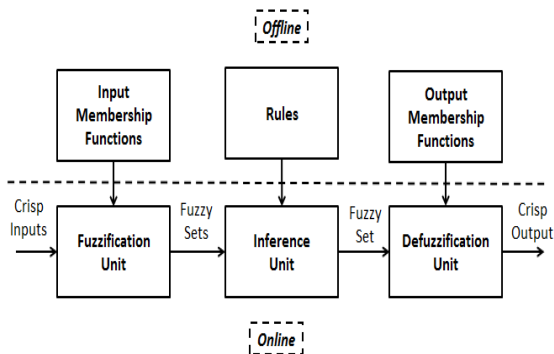 Offline
Input
Membership
Functions
Rules
Output
Membership
Functions
Crisp
Inputs
Fuzzification
Unit
Fuzzy
Sets
Inference
Unit
Fuzzy
Set
Defuzzification
Unit
Crisp
Output
Online